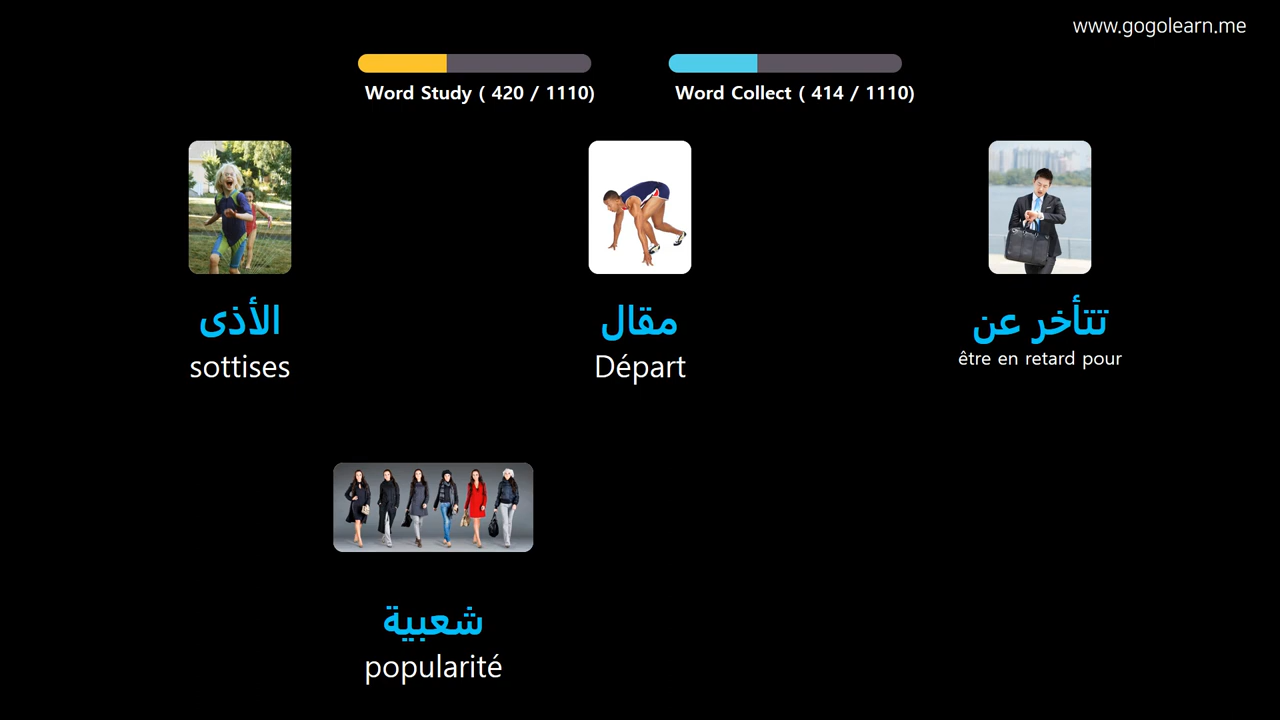 www.gogolearn.me
Word Study ( 420 / 1110)
Word Collect ( 414 / 1110)
الأذى
sottises
مقال
Départ
تتأخر عن
être en retard pour
شعبية
popularité